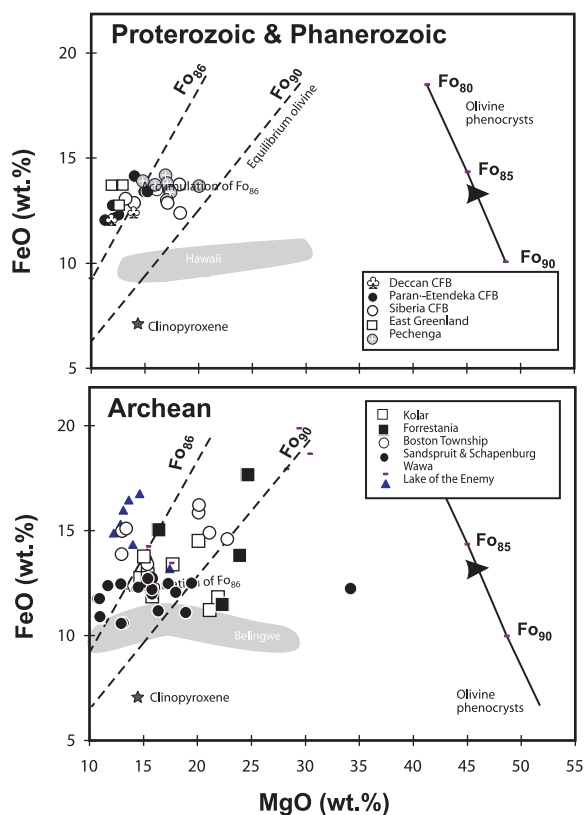 Proterozoic & Phanerozoic
20
15
10
5
FeO (wt.%)
Fo86
Fo90
Equilibrium olivine
Accumulation of Fo86
Hawaii
Clinopyroxene
Fo80
Olivine
phenocrysts
Fo85
Fo90
Deccan CFB
Paran--Etendeka CFB
Siberia CFB
East Greenland
Pechenga
Archean
20
15
10
5
FeO (wt.%)
Fo86
Fo90
of Fo86
Belingwe
Clinopyroxene
Kolar
Forrestania
Boston Township
Sandspruit & Schapenburg
Wawa
Lake of the Enemy
Fo85
Fo90
Olivine
phenocrysts
10 15 20 25 30 35 40 45 50 55
MgO (wt.%)